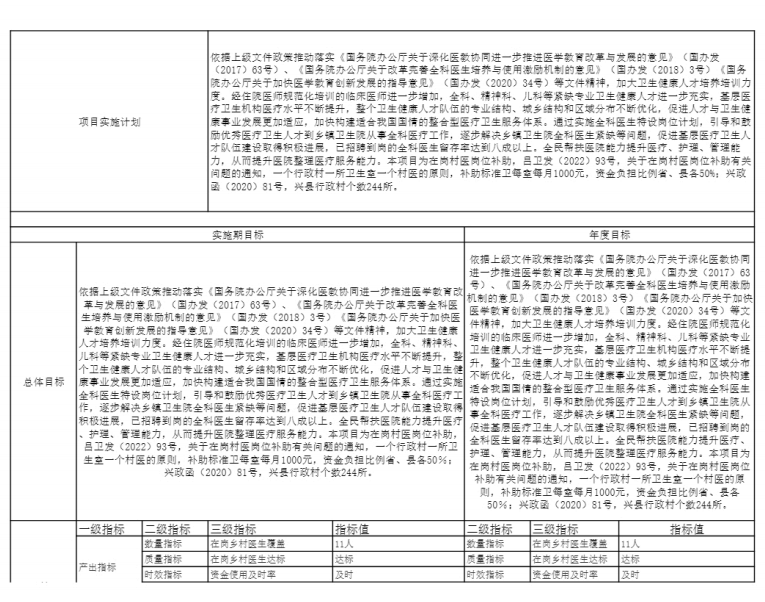 项目实施计划
依据上级文件政策推动落实《国务院办公厅关于深化医教协同进一步推进医学教育改革与发展的意见》（国办发
（2017）63号）、《国务院办公厅关于改革完善全科医生培养与使用激励机制的意见》（国办发（2018）3号）《国务
院办公厅关于加快医学教育创新发展的指导意见》（国办发（2020）34号）等文件精神，加大卫生健康人才培养培训力
度。经住院医师规范化培训的临床医师进一步增加，全科、精神科、儿科等紧缺专业卫生健康人才进一步充实，基层医
疗卫生机构医疗水平不断提升，整个卫生健康人才队伍的专业结构、城乡结构和区域分布不断优化，促进人才与卫生健
康事业发展更加适应，加快构建适合我国国情的整合型医疗卫生服务体系。通过实施全科医生特设岗位计划，引导和鼓
励优秀医疗卫生人才到乡镇卫生院从事全科医疗工作，逐步解决乡镇卫生院全科医生紧缺等问题，促进基层医疗卫生人
才队伍建设取得积极进展，已招聘到岗的全科医生留存率达到八成以上。全民帮扶医院能力提升医疗、护理、管理能
力，从而提升医院整理医疗服务能力。本项目为在岗村医岗位补助，吕卫发（2022）93号，关于在岗村医岗位补助有关
问题的通知，一个行政村一所卫生室一个村医的原则，补助标准卫每室每月1000元，资金负担比例省、县各50%；兴政
函（2020）81号，兴县行政村个数244所。
实施期目标
年度目标
总体目标
依据上级文件政策推动落实《国务院办公厅关于深化医教协同进一步推进医学教育改
革与发展的意见》（国办发（2017）63号）、《国务院办公厅关于改革完善全科医
生培养与使用激励机制的意见》（国办发（2018）3号）《国务院办公厅关于加快医
学教育创新发展的指导意见》（国办发（2020）34号）等文件精神，加大卫生健康
人才培养培训力度。经住院医师规范化培训的临床医师进一步增加，全科、精神科、
儿科等紧缺专业卫生健康人才进一步充实，基层医疗卫生机构医疗水平不断提升，整
个卫生健康人才队伍的专业结构、城乡结构和区域分布不断优化，促进人才与卫生健
康事业发展更加适应，加快构建适合我国国情的整合型医疗卫生服务体系。通过实施
全科医生特设岗位计划，引导和鼓励优秀医疗卫生人才到乡镇卫生院从事全科医疗工
作，逐步解决乡镇卫生院全科医生紧缺等问题，促进基层医疗卫生人才队伍建设取得
积极进展，已招聘到岗的全科医生留存率达到八成以上。全民帮扶医院能力提升医疗
、护理、管理能力，从而提升医院整理医疗服务能力。本项目为在岗村医岗位补助，
吕卫发（2022）93号，关于在岗村医岗位补助有关问题的通知，一个行政村一所卫
生室一个村医的原则，补助标准卫每室每月1000元，资金负担比例省、县各50%；
兴政函（2020）81号，兴县行政村个数244所。
依据上级文件政策推动落实《国务院办公厅关于深化医教协同
进一步推进医学教育改革与发展的意见》（国办发（2017）63
号）、《国务院办公厅关于改革完善全科医生培养与使用激励
机制的意见》（国办发（2018）3号）《国务院办公厅关于加快
医学教育创新发展的指导意见》（国办发（2020）34号）等文
件精神，加大卫生健康人才培养培训力度。经住院医师规范化
培训的临床医师进一步增加，全科、精神科、儿科等紧缺专业
卫生健康人才进一步充实，基层医疗卫生机构医疗水平不断提
升，整个卫生健康人才队伍的专业结构、城乡结构和区域分布
不断优化，促进人才与卫生健康事业发展更加适应，加快构建
适合我国国情的整合型医疗卫生服务体系。通过实施全科医生
特设岗位计划，引导和鼓励优秀医疗卫生人才到乡镇卫生院从
事全科医疗工作，逐步解决乡镇卫生院全科医生紧缺等问题，
促进基层医疗卫生人才队伍建设取得积极进展，已招聘到岗的
全科医生留存率达到八成以上。全民帮扶医院能力提升医疗、
护理、管理能力，从而提升医院整理医疗服务能力。本项目为
在岗村医岗位补助，吕卫发（2022）93号，关于在岗村医岗位
补助有关问题的通知，一个行政村一所卫生室一个村医的原
则，补助标准卫每室每月1000元，资金负担比例省、县各
50%；兴政函（2020）81号，兴县行政村个数244所。
一级指标 二级指标 三级指标 指标值 二级指标 三级指标 指标值
产出指标
数量指标 在岗乡村医生覆盖 11人 数量指标 在岗乡村医生覆盖 11人
质量指标 在岗乡村医生达标 达标 质量指标 在岗乡村医生达标 达标
时效指标 资金使用及时率 及时 时效指标 资金使用及时率 及时